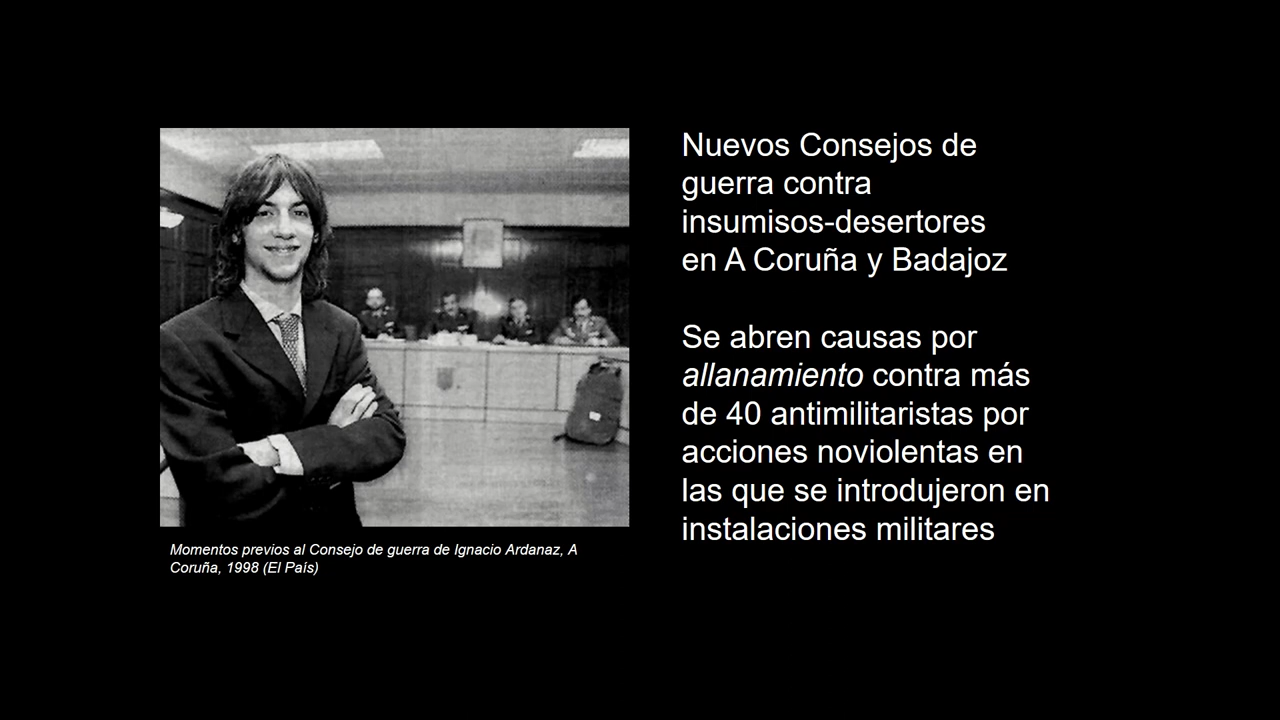 Nuevos Consejos de
guerra contra
insumisos-desertores
en A Coruña y Badajoz
Se abren causas por
allanamiento contra más
de 40 antimilitaristas por
acciones noviolentas en
las que se introdujeron en
instalaciones militares
Momentos previos al Consejo de guerra de Ignacio Ardanaz, A
Coruña, 1998 (El País)